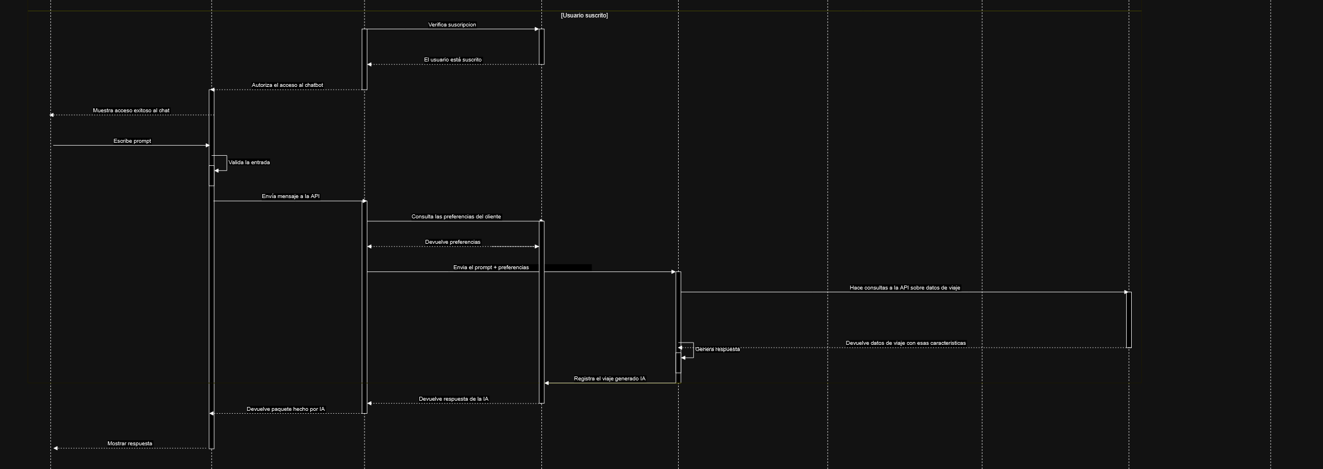 [Usuario suscrito]
Verifica suscripcion
El usuario está suscrito
Autoriza el acceso al chatbot
Muestra acceso exitoso al chat
Escribe prompt
Valida la entrada
Envía mensaje a la API
Consulta las preferencias del cliente
Devuelve preferencias
Envia el prompt + preferencias
Hace consultas a la API sobre datos de viaje
Devuelve datos de viaje con esas caracteristicas
Genera respuesta
Registra el viaje generado IA
Devuelve respuesta de la IA
Devuelve paquete hecho por IA
Mostrar respuesta